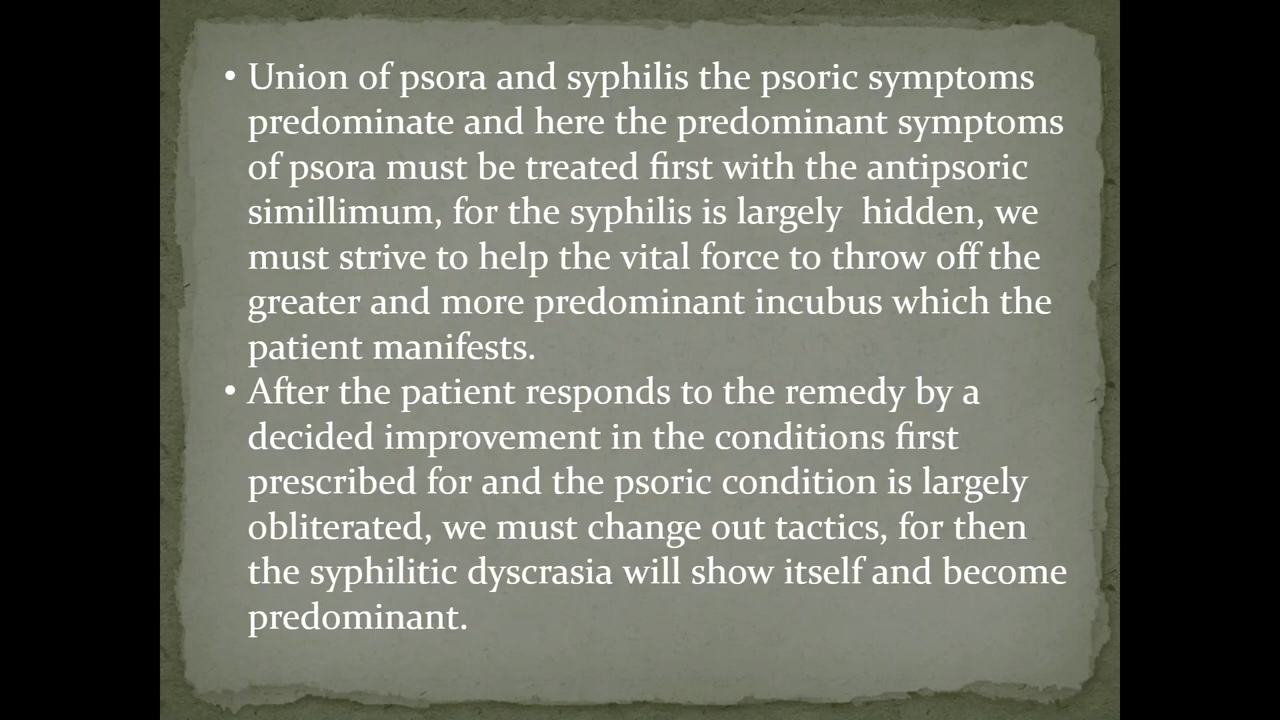 • Union of psora and syphilis the psoric symptoms
predominate and here the predominant symptoms
of psora must be treated first with the antipsoric
simillimum, for the syphilis is largely  hidden, we
must strive to help the vital force to throw off the
greater and more predominant incubus which the
patient manifests.
• After the patient responds to the remedy by a
decided improvement in the conditions first
prescribed for and the psoric condition is largely
obliterated, we must change out tactics, for then
the syphilitic dyscrasia will show itself and become
predominant.